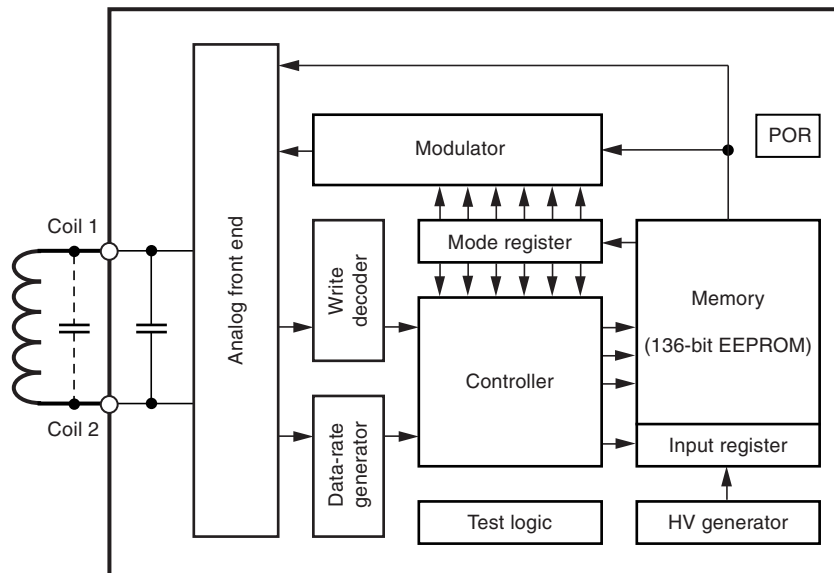 POR
Modulator
Coil 1
Analog front end
Write
decoder
Mode register
Memory
(136-bit EEPROM)
Controller
Coil 2
Data-rate
generator
Input register
Test logic
HV generator